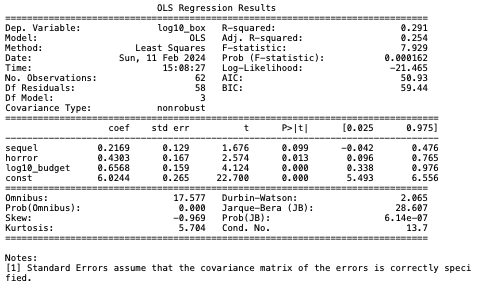 OLS Regression Results
==============================================================================
Dep. Variable: log10_box R-squared: 0.291
Model: OLS Adj. R-squared: 0.254
Method: Least Squares F-statistic: 7.929
Date: Sun, 11 Feb 2024 Prob (F-statistic): 0.000162
Time: 15:08:27 Log-Likelihood: -21.465
No. Observations: 62 AIC: 50.93
Df Residuals: 58 BIC: 59.44
Df Model: 3
Covariance Type: nonrobust
================================================================================
coef std err t P>|t| [0.025 0.975]
--------------------------------------------------------------------------------
sequel 0.2169 0.129 1.676 0.099 -0.042 0.476
horror 0.4303 0.167 2.574 0.013 0.096 0.765
log10_budget 0.6568 0.159 4.124 0.000 0.338 0.976
const 6.0244 0.265 22.700 0.000 5.493 6.556
==============================================================================
Omnibus: 17.577 Durbin-Watson: 2.065
Prob(Omnibus): 0.000 Jarque-Bera (JB): 28.607
Skew: -0.969 Prob(JB): 6.14e-07
Kurtosis: 5.704 Cond. No. 13.7
==============================================================================
Notes:
[1] Standard Errors assume that the covariance matrix of the errors is correctly speci
fied.